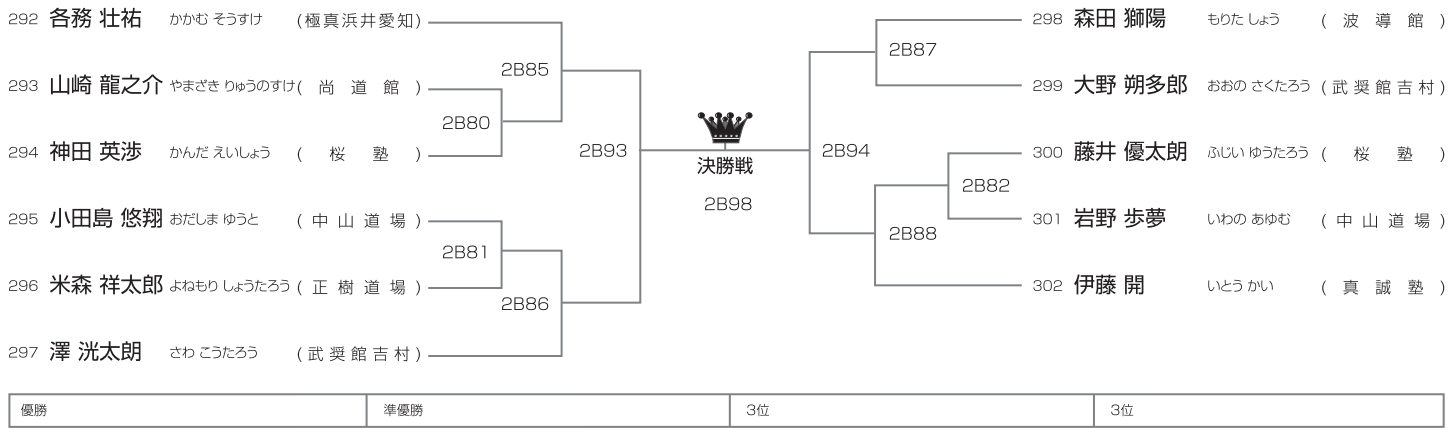 292 各務 壮祐 かかむ そうすけ (極真浜井愛知)
293 山崎 龍之介 やまざき りゅうのすけ (尚道館)
294 神田 英渉 かんだ えいしょう (桜塾)
295 小田島 悠翔 おだしま ゆうと (中山道場)
296 米森 祥太郎 よねもり しょうたろう (正樹道場)
297 澤 洸太朗 さわ こうたろう (武奨館吉村)
2B85
2B80
2B81
2B86
2B93
決勝戦
2B98
2B94
2B87
2B82
2B88
298 森田 獅陽 もりた しょう (波導館)
299 大野 朔多郎 おおの さくたろう (武奨館吉村)
300 藤井 優太朗 ふじい ゆうたろう (桜塾)
301 岩野 歩夢 いわの あゆむ (中山道場)
302 伊藤 開 いとう かい (真誠塾)
優勝
準優勝
3位
3位